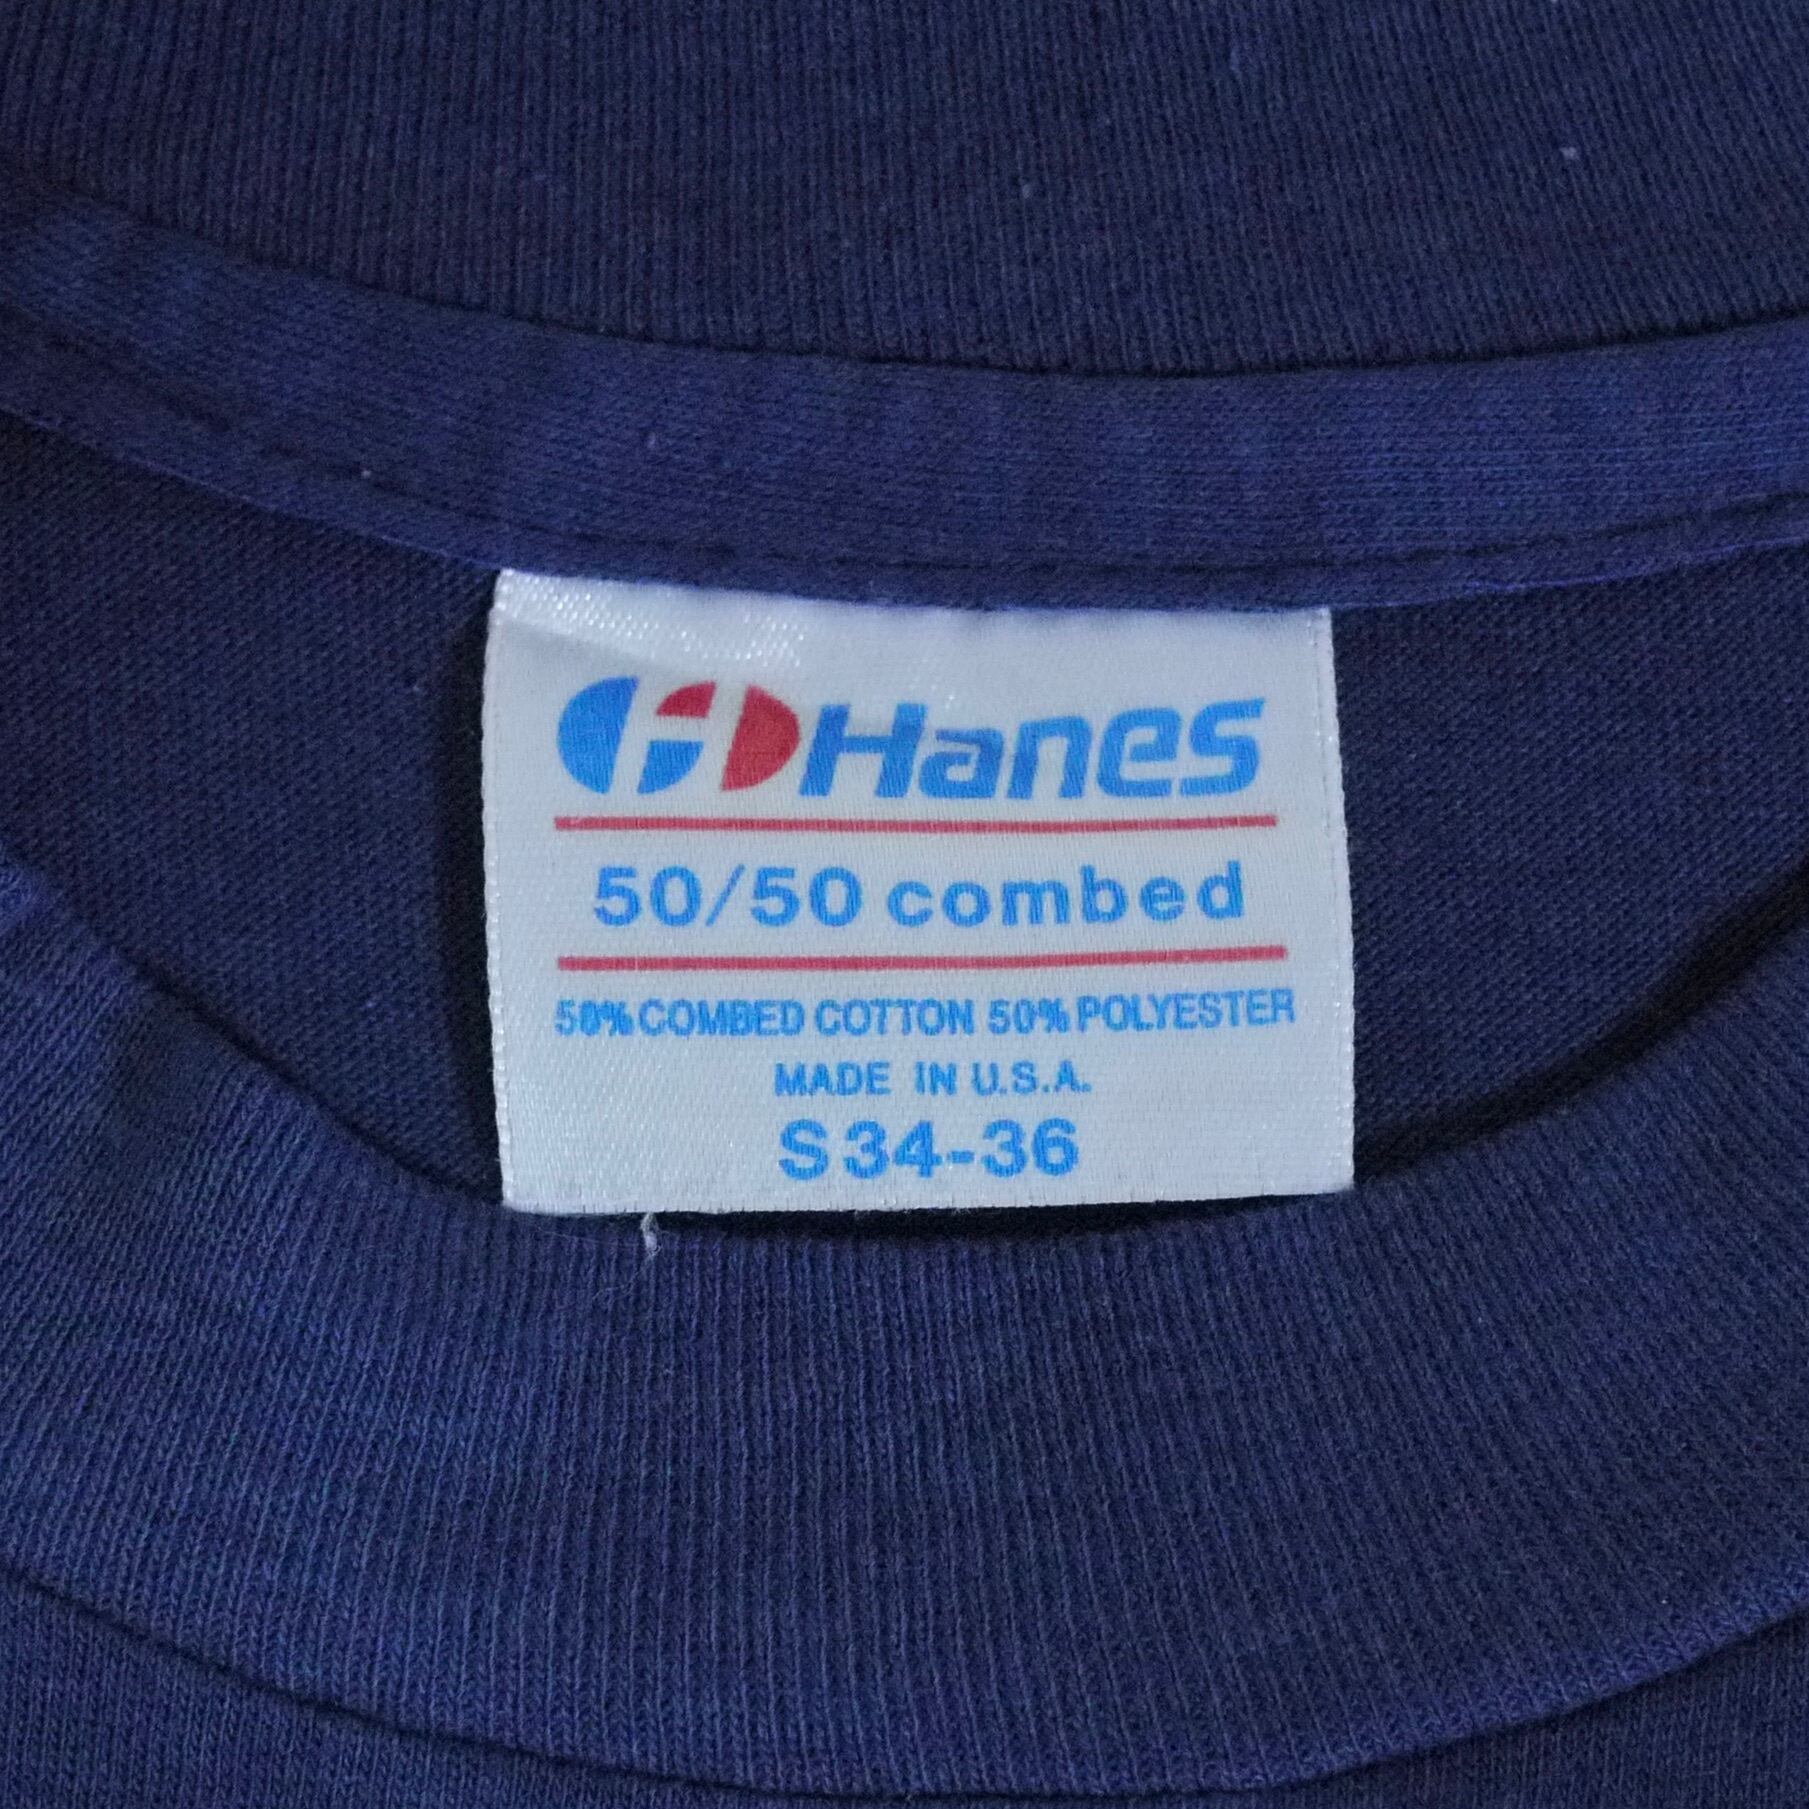 Hanes
50/50 combed
50% COMBED COTTON 50% POLYESTER
MADE IN U.S.A.
S 34-36